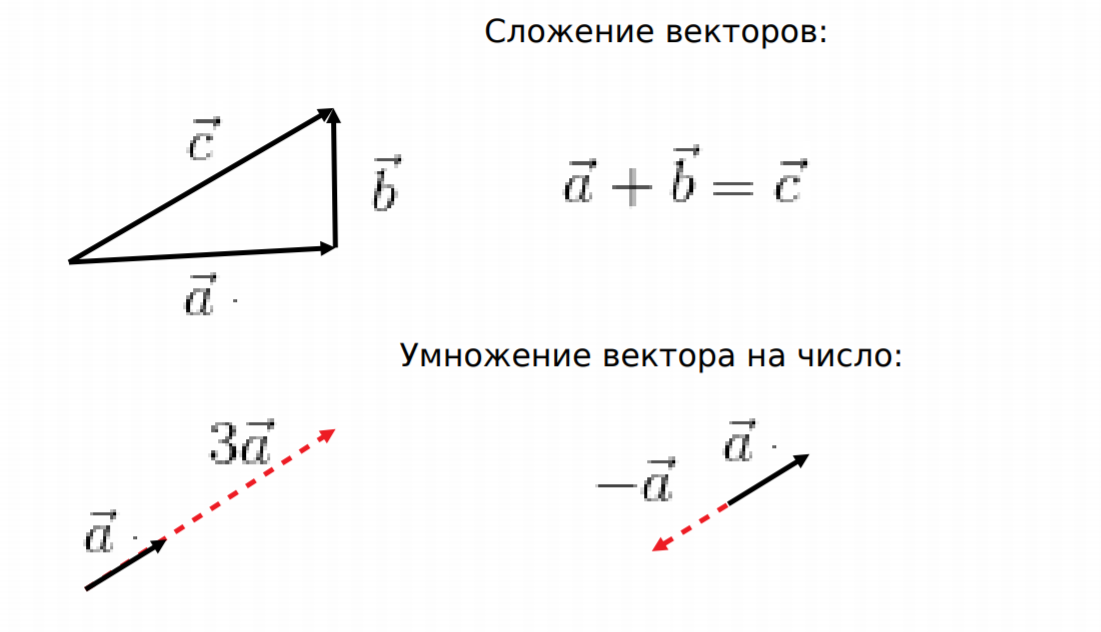 Сложение векторов:
c⃗
b⃗
a⃗ + b⃗ = c⃗
a⃗
Умножение вектора на число:
3a⃗
a⃗
−a⃗
a⃗